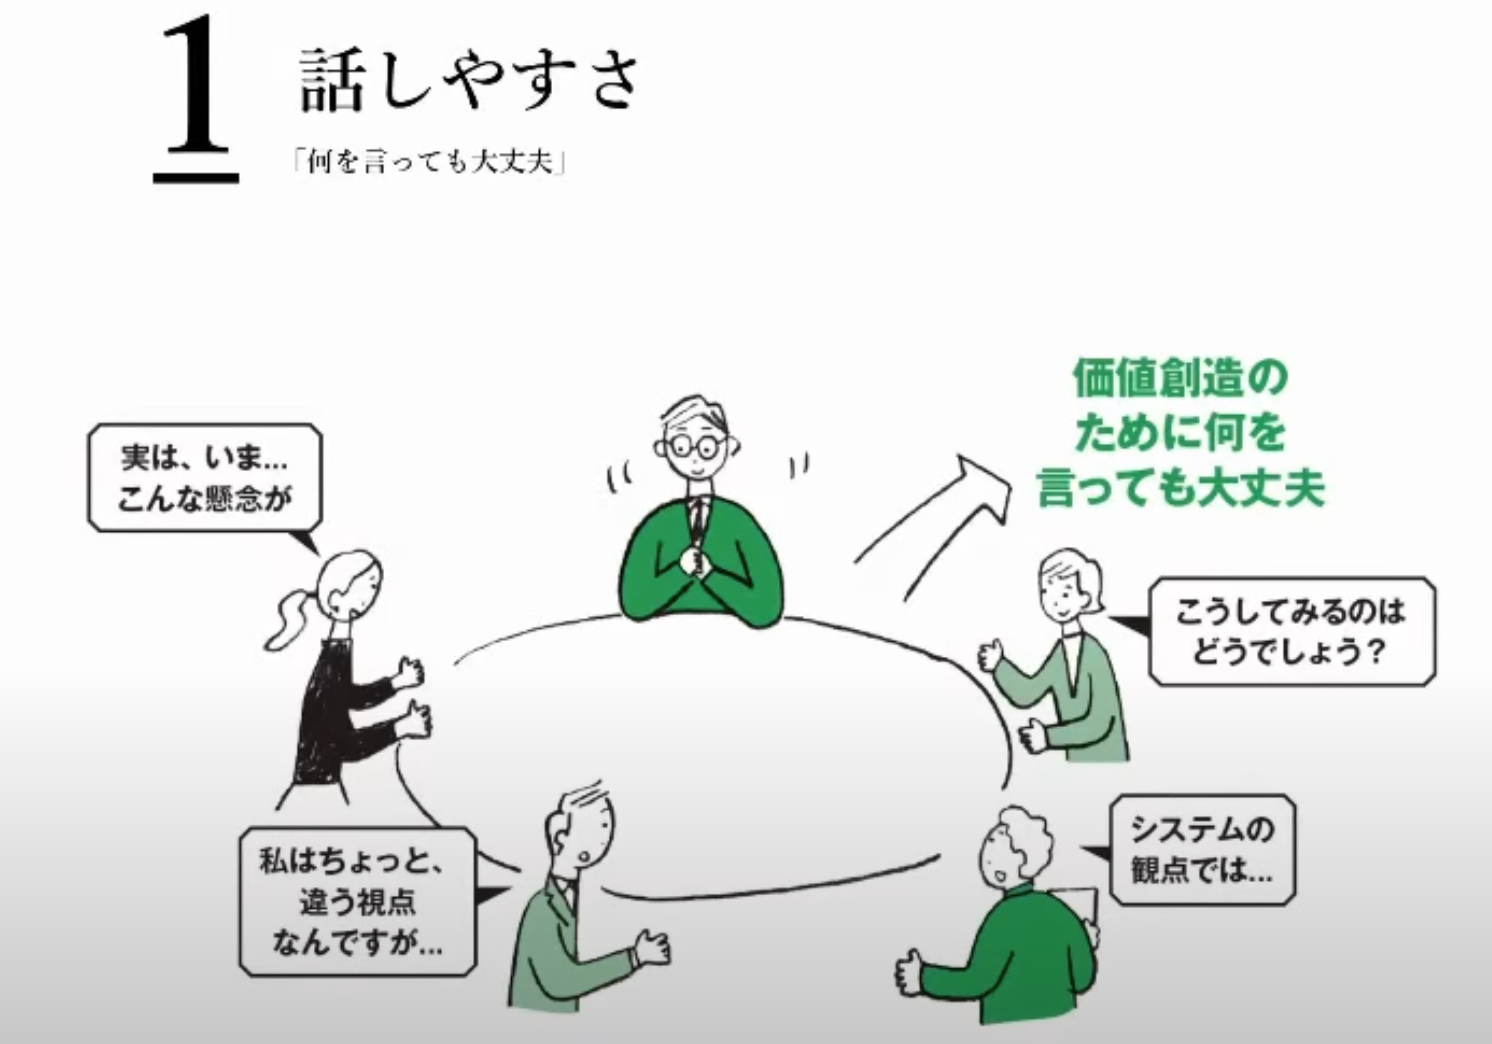 1
話しやすさ
「何を言っても大丈夫」
価値創造の
ために何を
言っても大丈夫
実は、いま…
こんな懸念が
こうしてみるのは
どうでしょう？
私はちょっと、
違う視点
なんですが…
システムの
観点では…